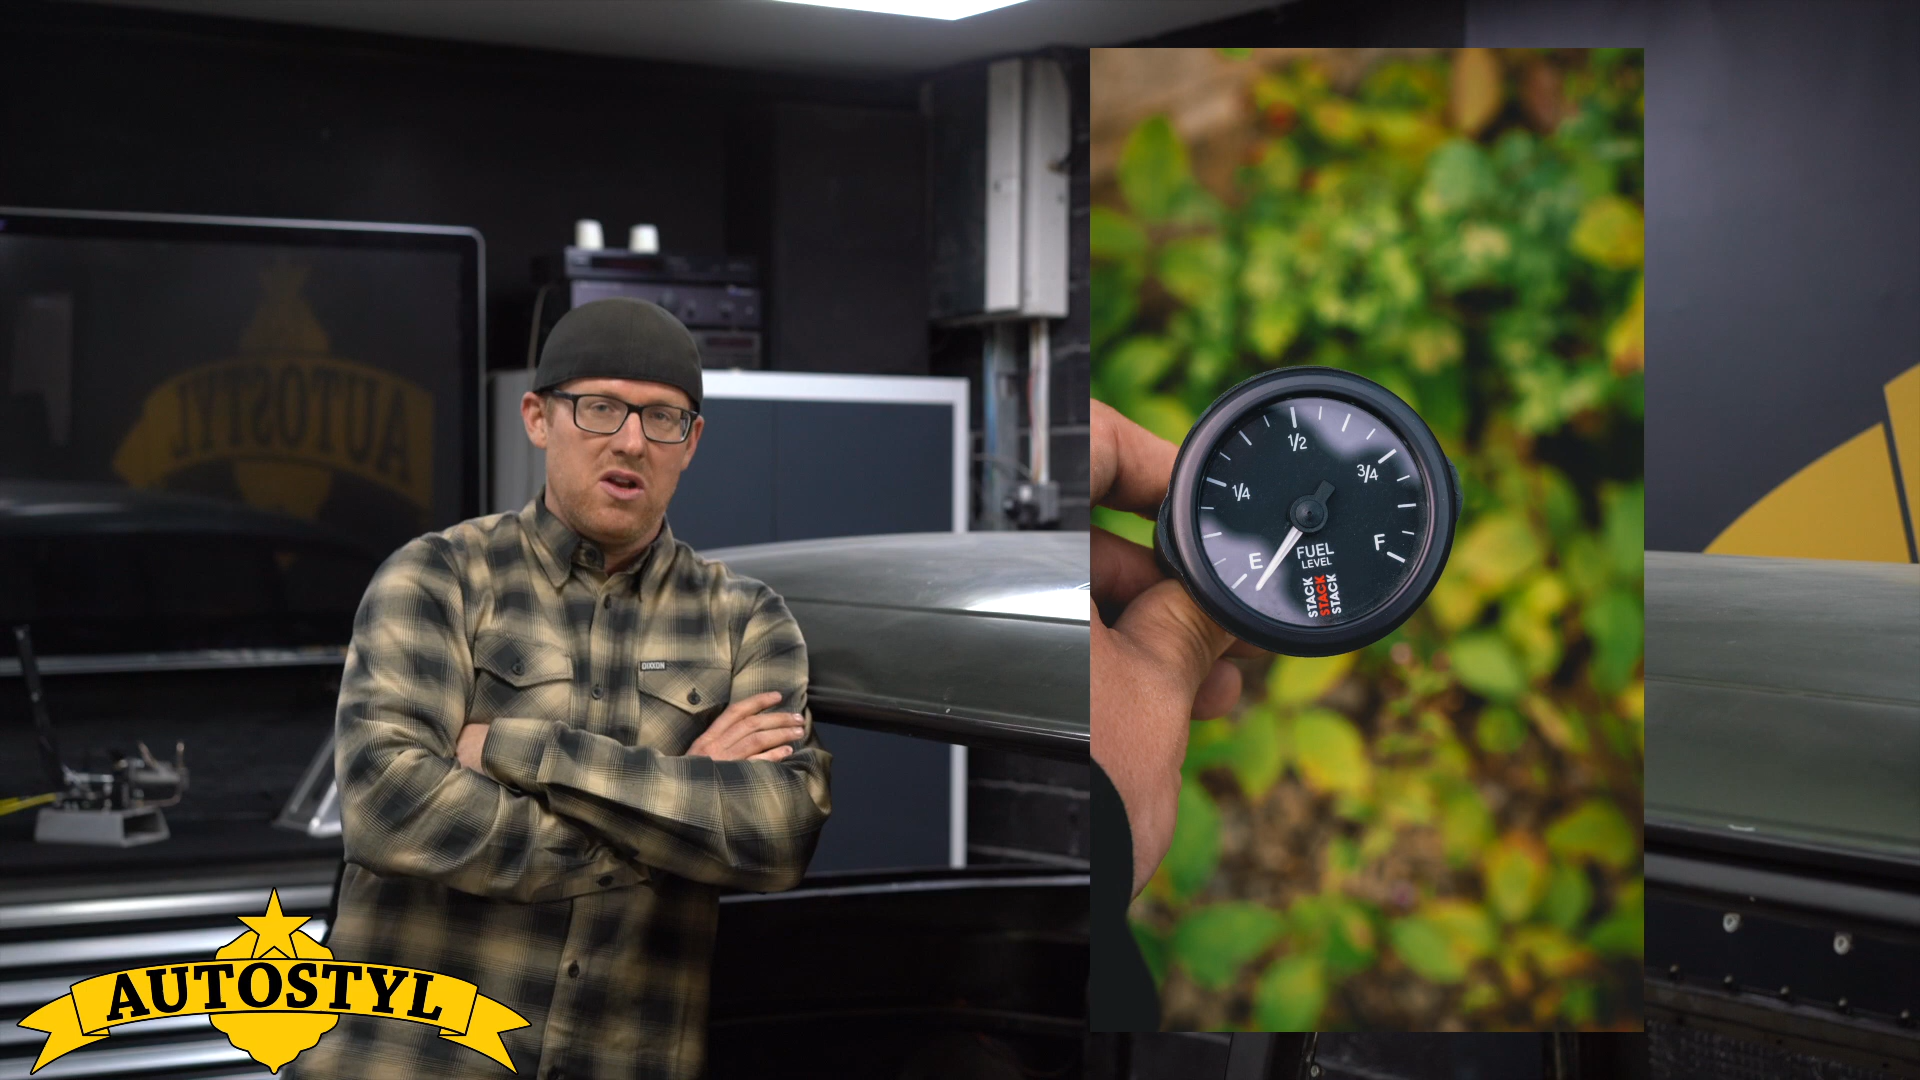 AUTOSTYL
1/2
3/4
1/4
E
F
FUEL
LEVEL
STACK
STACK
STACK
DIXXON
AUTOSTYL